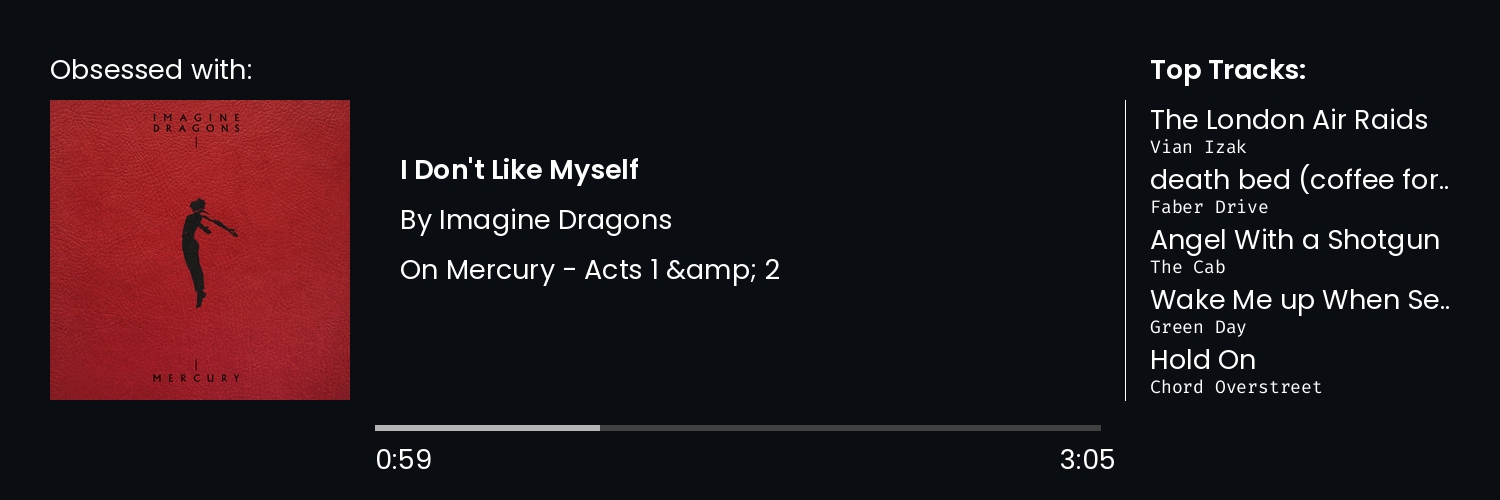 Obsessed with:
IMAGINE
DRAGONS
MERCURY
I Don't Like Myself
By Imagine Dragons
On Mercury - Acts 1 &amp; 2
0:59
3:05
Top Tracks:
The London Air Raids
Vian Izak
death bed (coffee for..
Faber Drive
Angel With a Shotgun
The Cab
Wake Me up When Se..
Green Day
Hold On
Chord Overstreet